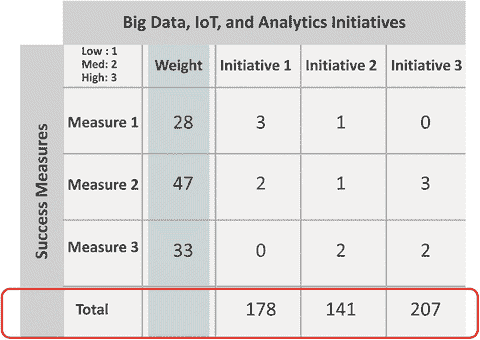 Big Data, IoT, and Analytics Initiatives
Low : 1
Med: 2
High: 3
Weight Initiative 1 Initiative 2 Initiative 3
Success Measures
Measure 1 28 3 1 0
Measure 2 47 2 1 3
Measure 3 33 0 2 2
Total 178 141 207